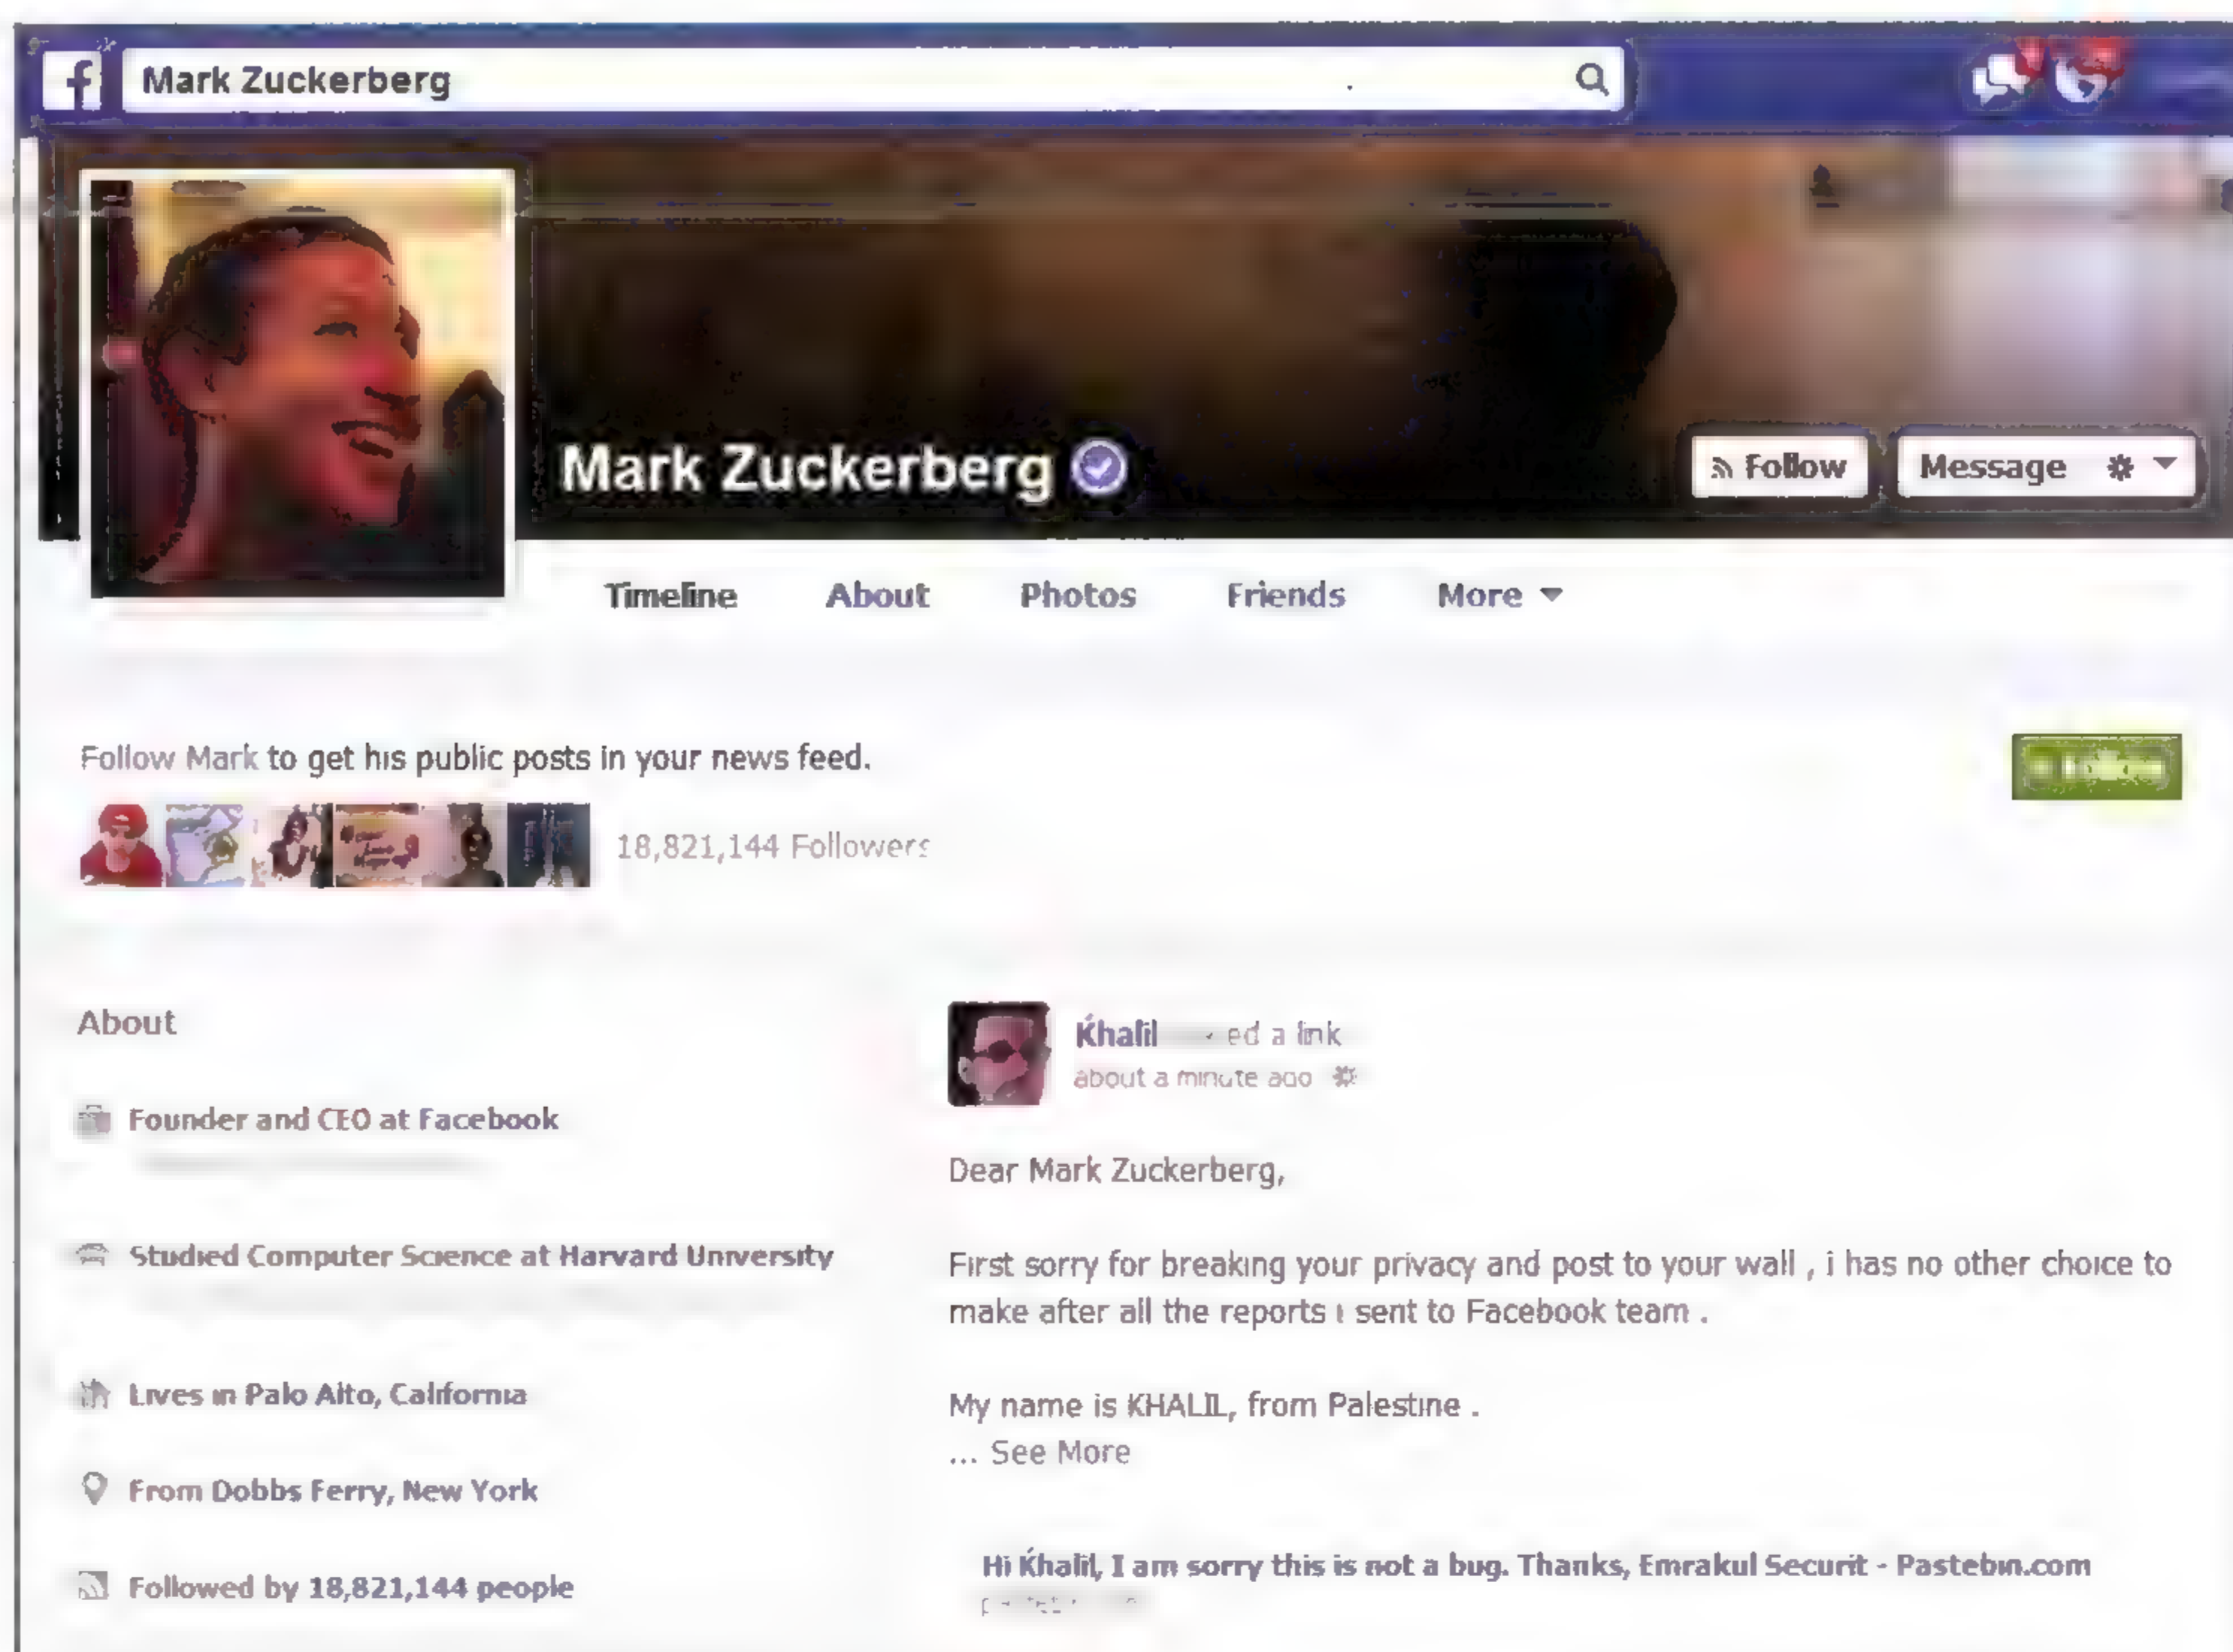 f Mark Zuckerberg
Mark Zuckerberg
Follow
Message
Timeline About Photos Friends More
Follow Mark to get his public posts in your news feed.
18,821,144 Followers
About
Founder and CEO at Facebook
Studied Computer Science at Harvard University
Lives in Palo Alto, California
From Dobbs Ferry, New York
Followed by 18,821,144 people
Ḱhalil a link
about a minute ago
Dear Mark Zuckerberg,
First sorry for breaking your privacy and post to your wall , i has no other choice to
make after all the reports i sent to Facebook team .
My name is KHALIL, from Palestine .
... See More
Hi Ḱhalil, I am sorry this is not a bug. Thanks, Emrakul Securit - Pastebin.com